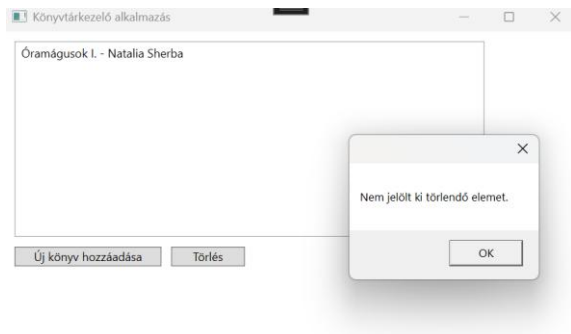 Könyvtárkezelő alkalmazás
Óramágusok I. - Natalia Sherba
Nem jelölt ki törlendő elemet.
OK
Új könyv hozzáadása
Törlés